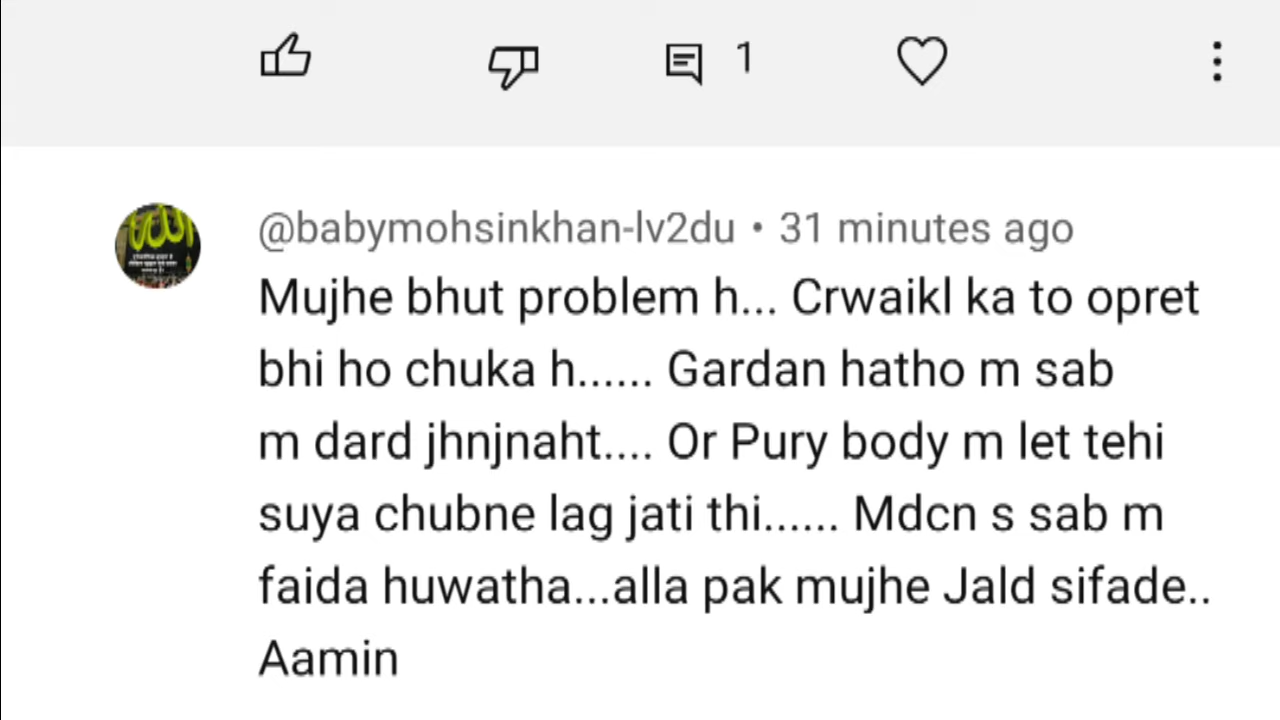 1
@babymohsinkhan-lv2du • 31 minutes ago
Mujhe bhut problem h... Crwaikl ka to opret
bhi ho chuka h...... Gardan hatho m sab
m dard jhnjnaht.... Or Pury body m let tehi
suya chubne lag jati thi...... Mdcn s sab m
faida huwatha...alla pak mujhe Jald sifade..
Aamin